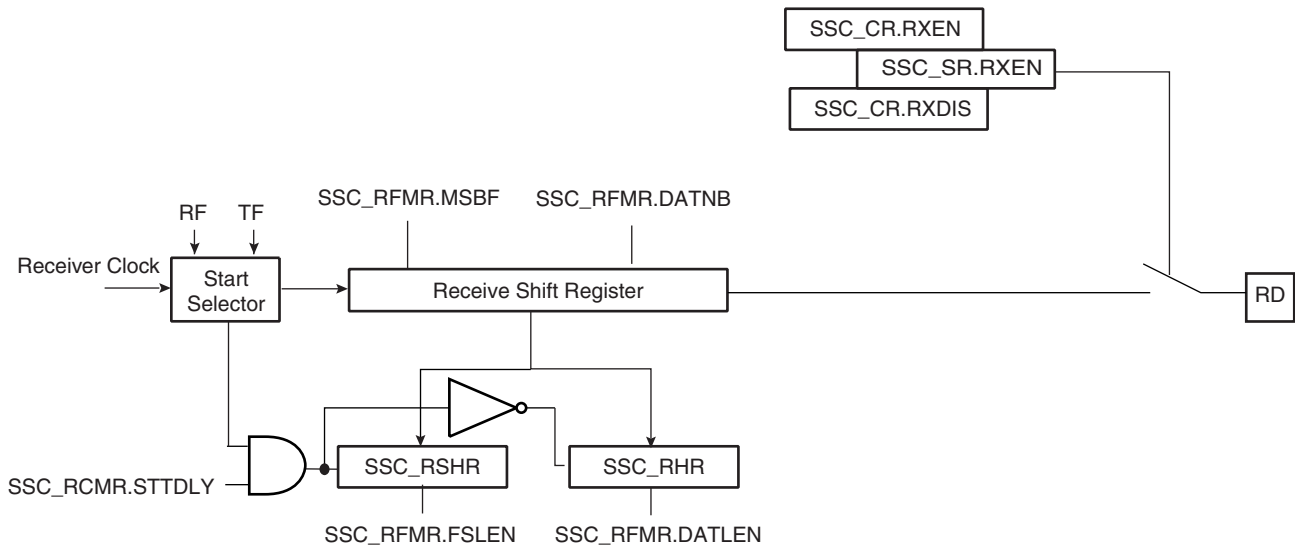 SSC_CR.RXEN
SSC_SR.RXEN
SSC_CR.RXDIS
SSC_RFMR.MSBF
SSC_RFMR.DATNB
RF
TF
Receiver Clock
Start
Selector
Receive Shift Register
RD
SSC_RSHR
SSC_RHR
SSC_RCMR.STTDLY
SSC_RFMR.FSLEN
SSC_RFMR.DATLEN